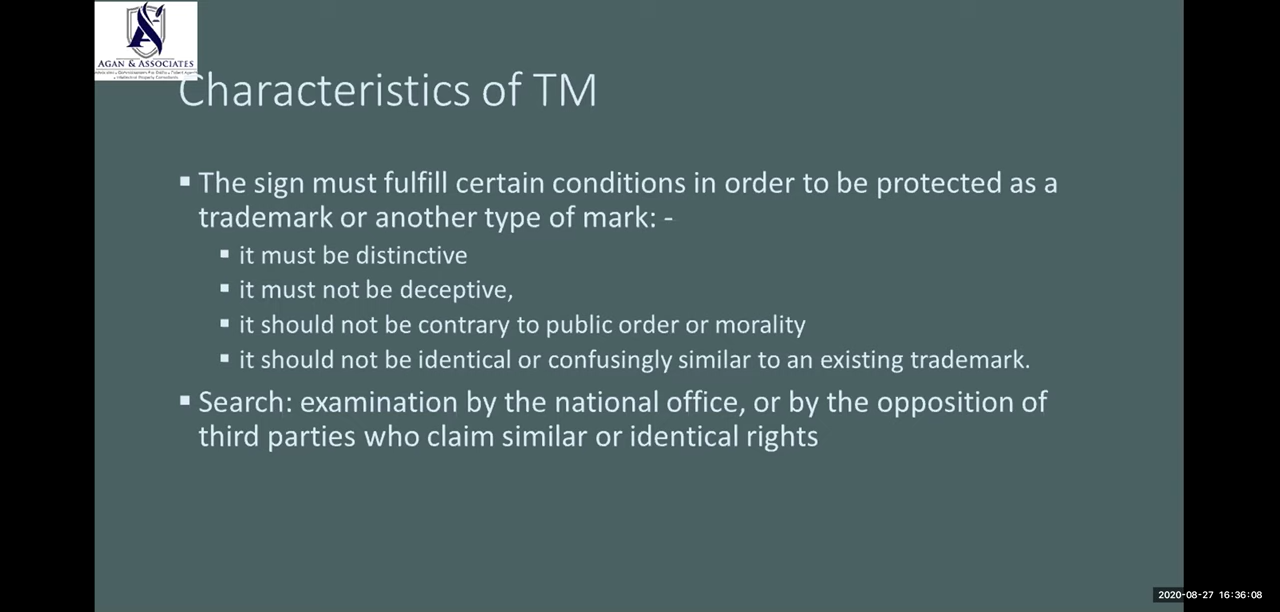 AGAN & ASSOCIATES
Characteristics of TM
▪ The sign must fulfill certain conditions in order to be protected as a
trademark or another type of mark: -
▪ it must be distinctive
▪ it must not be deceptive,
▪ it should not be contrary to public order or morality
▪ it should not be identical or confusingly similar to an existing trademark.
▪ Search: examination by the national office, or by the opposition of
third parties who claim similar or identical rights
2020-08-27 16:36:08